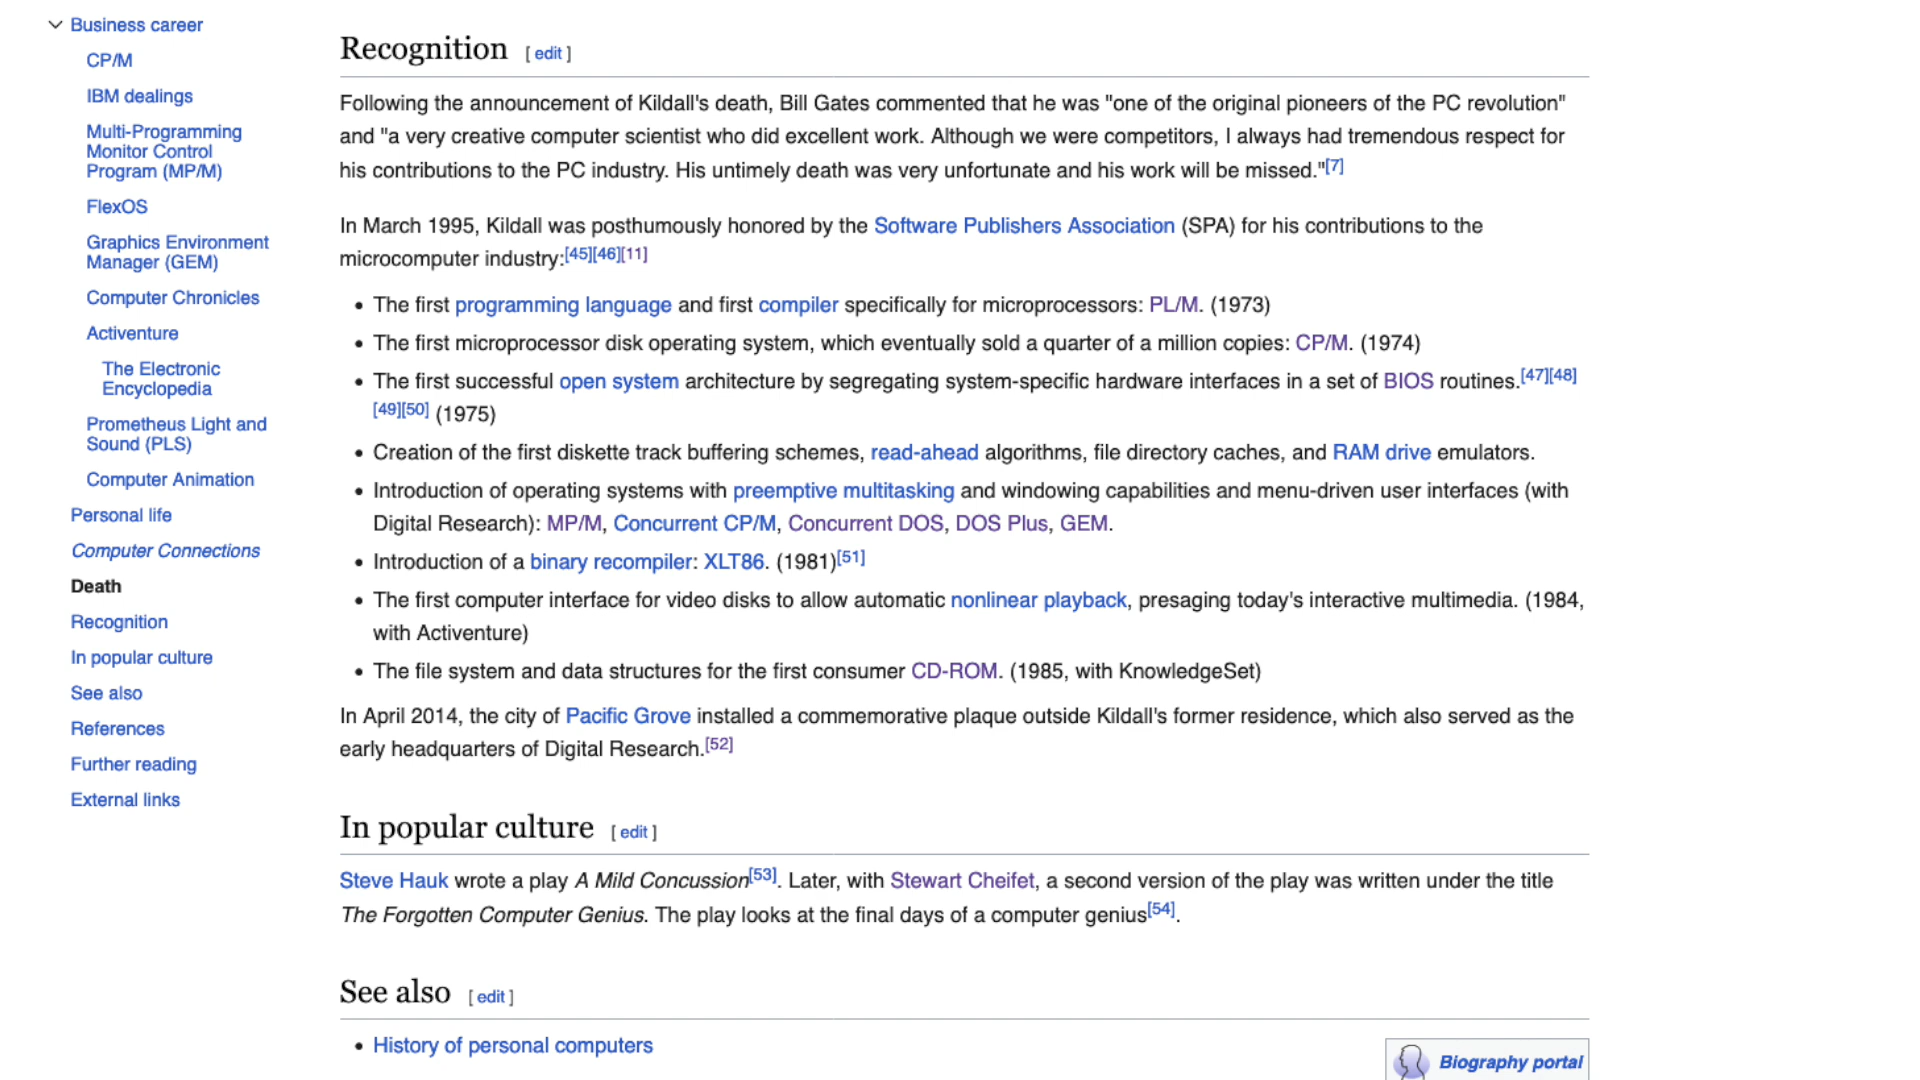 Business career
CP/M
IBM dealings
Multi-Programming
Monitor Control
Program (MP/M)
FlexOS
Graphics Environment
Manager (GEM)
Computer Chronicles
Activenture
The Electronic
Encyclopedia
Prometheus Light and
Sound (PLS)
Computer Animation
Personal life
Computer Connections
Death
Recognition
In popular culture
See also
References
Further reading
External links
Recognition [ edit ]
Following the announcement of Kildall's death, Bill Gates commented that he was "one of the original pioneers of the PC revolution"
and "a very creative computer scientist who did excellent work. Although we were competitors, I always had tremendous respect for
his contributions to the PC industry. His untimely death was very unfortunate and his work will be missed."[7]
In March 1995, Kildall was posthumously honored by the Software Publishers Association (SPA) for his contributions to the
microcomputer industry:[45][46][11]
• The first programming language and first compiler specifically for microprocessors: PL/M. (1973)
• The first microprocessor disk operating system, which eventually sold a quarter of a million copies: CP/M. (1974)
• The first successful open system architecture by segregating system-specific hardware interfaces in a set of BIOS routines.[47][48]
[49][50] (1975)
• Creation of the first diskette track buffering schemes, read-ahead algorithms, file directory caches, and RAM drive emulators.
• Introduction of operating systems with preemptive multitasking and windowing capabilities and menu-driven user interfaces (with
Digital Research): MP/M, Concurrent CP/M, Concurrent DOS, DOS Plus, GEM.
• Introduction of a binary recompiler: XLT86. (1981)[51]
• The first computer interface for video disks to allow automatic nonlinear playback, presaging today's interactive multimedia. (1984,
with Activenture)
• The file system and data structures for the first consumer CD-ROM. (1985, with KnowledgeSet)
In April 2014, the city of Pacific Grove installed a commemorative plaque outside Kildall's former residence, which also served as the
early headquarters of Digital Research.[52]
In popular culture [ edit ]
Steve Hauk wrote a play A Mild Concussion[53]. Later, with Stewart Cheifet, a second version of the play was written under the title
The Forgotten Computer Genius. The play looks at the final days of a computer genius[54].
See also [ edit ]
• History of personal computers
Biography portal